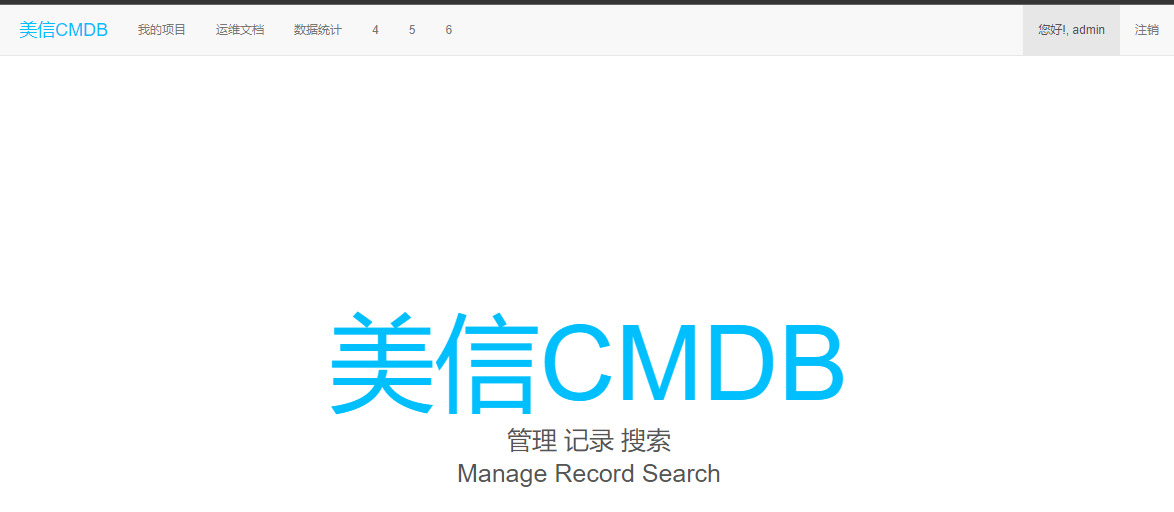 美信CMDB 我的项目 运维文档 数据统计 4 5 6 您好!, admin 注销
美信CMDB
管理 记录 搜索
Manage Record Search